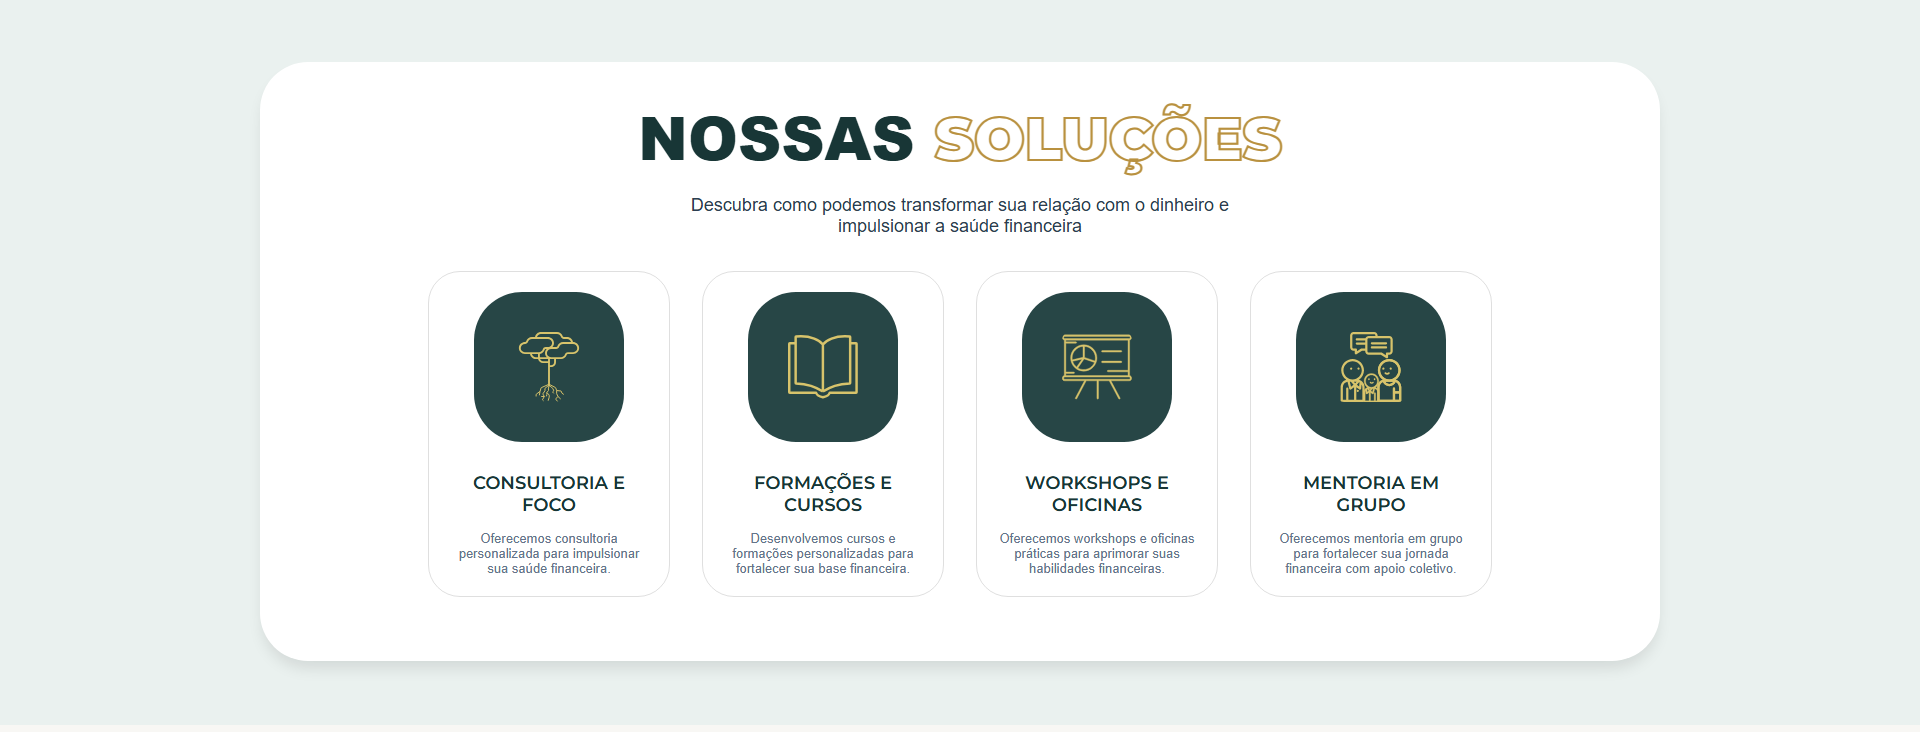 NOSSAS SOLUÇÕES
Descubra como podemos transformar sua relação com o dinheiro e
impulsionar a saúde financeira
CONSULTORIA E
FOCO
Oferecemos consultoria
personalizada para impulsionar
sua saúde financeira.
FORMAÇÕES E
CURSOS
Desenvolvemos cursos e
formações personalizadas para
fortalecer sua base financeira.
WORKSHOPS E
OFICINAS
Oferecemos workshops e oficinas
práticas para aprimorar suas
habilidades financeiras.
MENTORIA EM
GRUPO
Oferecemos mentoria em grupo
para fortalecer sua jornada
financeira com apoio coletivo.